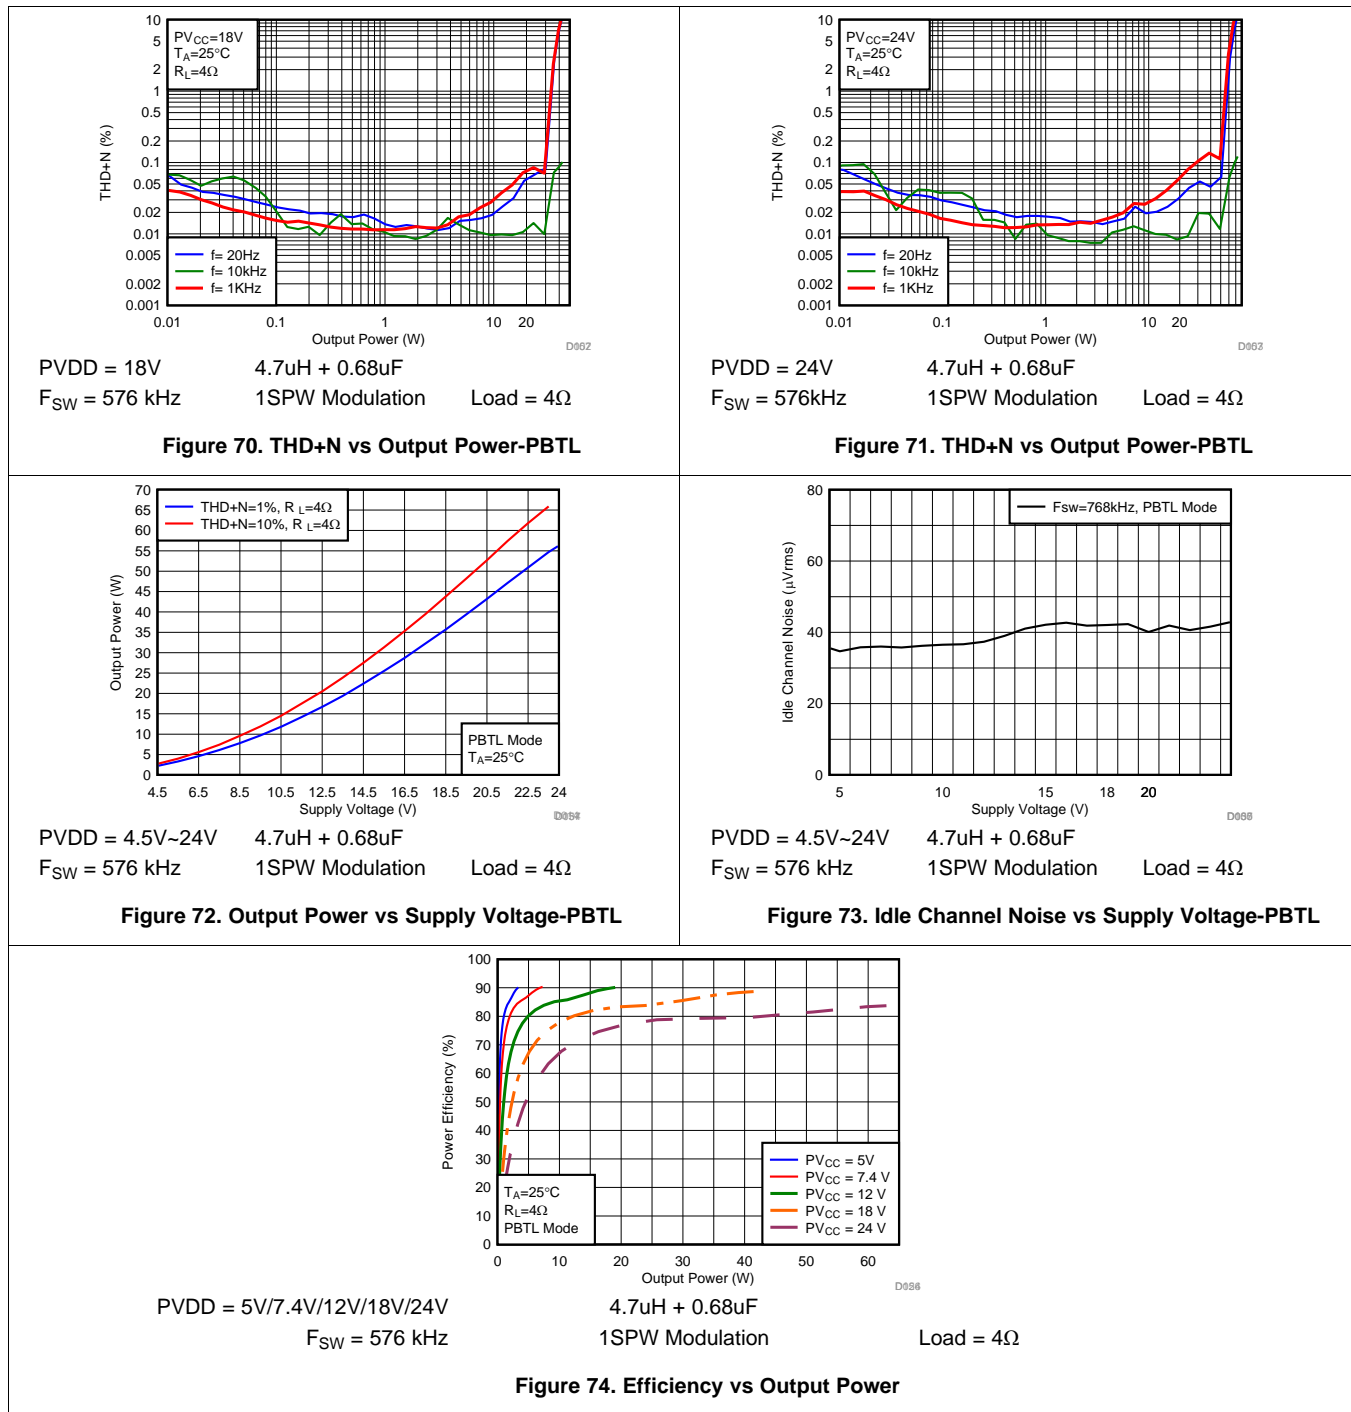 10
5
2
1
0.5
0.2
0.1
0.05
0.02
0.01
0.005
0.002
0.001
THD+N (%)
PVCC=18V
TA=25°C
RL=4Ω
f= 20Hz
f= 10kHz
f= 1KHz
0.01 0.1 1 10 20
Output Power (W)
PVDD = 18V 4.7uH + 0.68uF
FSW = 576 kHz 1SPW Modulation Load = 4Ω
Figure 70. THD+N vs Output Power-PBTL
10
5
2
1
0.5
0.2
0.1
0.05
0.02
0.01
0.005
0.002
0.001
THD+N (%)
PVCC=24V
TA=25°C
RL=4Ω
f= 20Hz
f= 10kHz
f= 1KHz
0.01 0.1 1 10 20
Output Power (W)
PVDD = 24V 4.7uH + 0.68uF
FSW = 576kHz 1SPW Modulation Load = 4Ω
Figure 71. THD+N vs Output Power-PBTL
70
65
60
55
50
45
40
35
30
25
20
15
10
5
0
Output Power (W)
THD+N=1%, R L=4Ω
THD+N=10%, R L=4Ω
PBTL Mode
TA=25°C
4.5 6.5 8.5 10.5 12.5 14.5 16.5 18.5 20.5 22.5 24
Supply Voltage (V)
PVDD = 4.5V~24V 4.7uH + 0.68uF
FSW = 576 kHz 1SPW Modulation Load = 4Ω
Figure 72. Output Power vs Supply Voltage-PBTL
80
60
40
20
0
Idle Channel Noise (µVrms)
Fsw=768kHz, PBTL Mode
5 10 15 18 20
Supply Voltage (V)
PVDD = 4.5V~24V 4.7uH + 0.68uF
FSW = 576 kHz 1SPW Modulation Load = 4Ω
Figure 73. Idle Channel Noise vs Supply Voltage-PBTL
100
90
80
70
60
50
40
30
20
10
0
Power Efficiency (%)
TA=25°C
RL=4Ω
PBTL Mode
PVCC = 5V
PVCC = 7.4 V
PVCC = 12 V
PVCC = 18 V
PVCC = 24 V
0 10 20 30 40 50 60
Output Power (W)
PVDD = 5V/7.4V/12V/18V/24V 4.7uH + 0.68uF
FSW = 576 kHz 1SPW Modulation Load = 4Ω
Figure 74. Efficiency vs Output Power